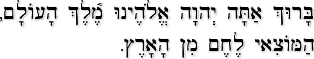 בָּרוּךְ אַתָּה יְהוָה אֱלֹהֵינוּ מֶלֶךְ הָעוֹלָם,
הַמּוֹצִיא לֶחֶם מִן הָאָרֶץ.